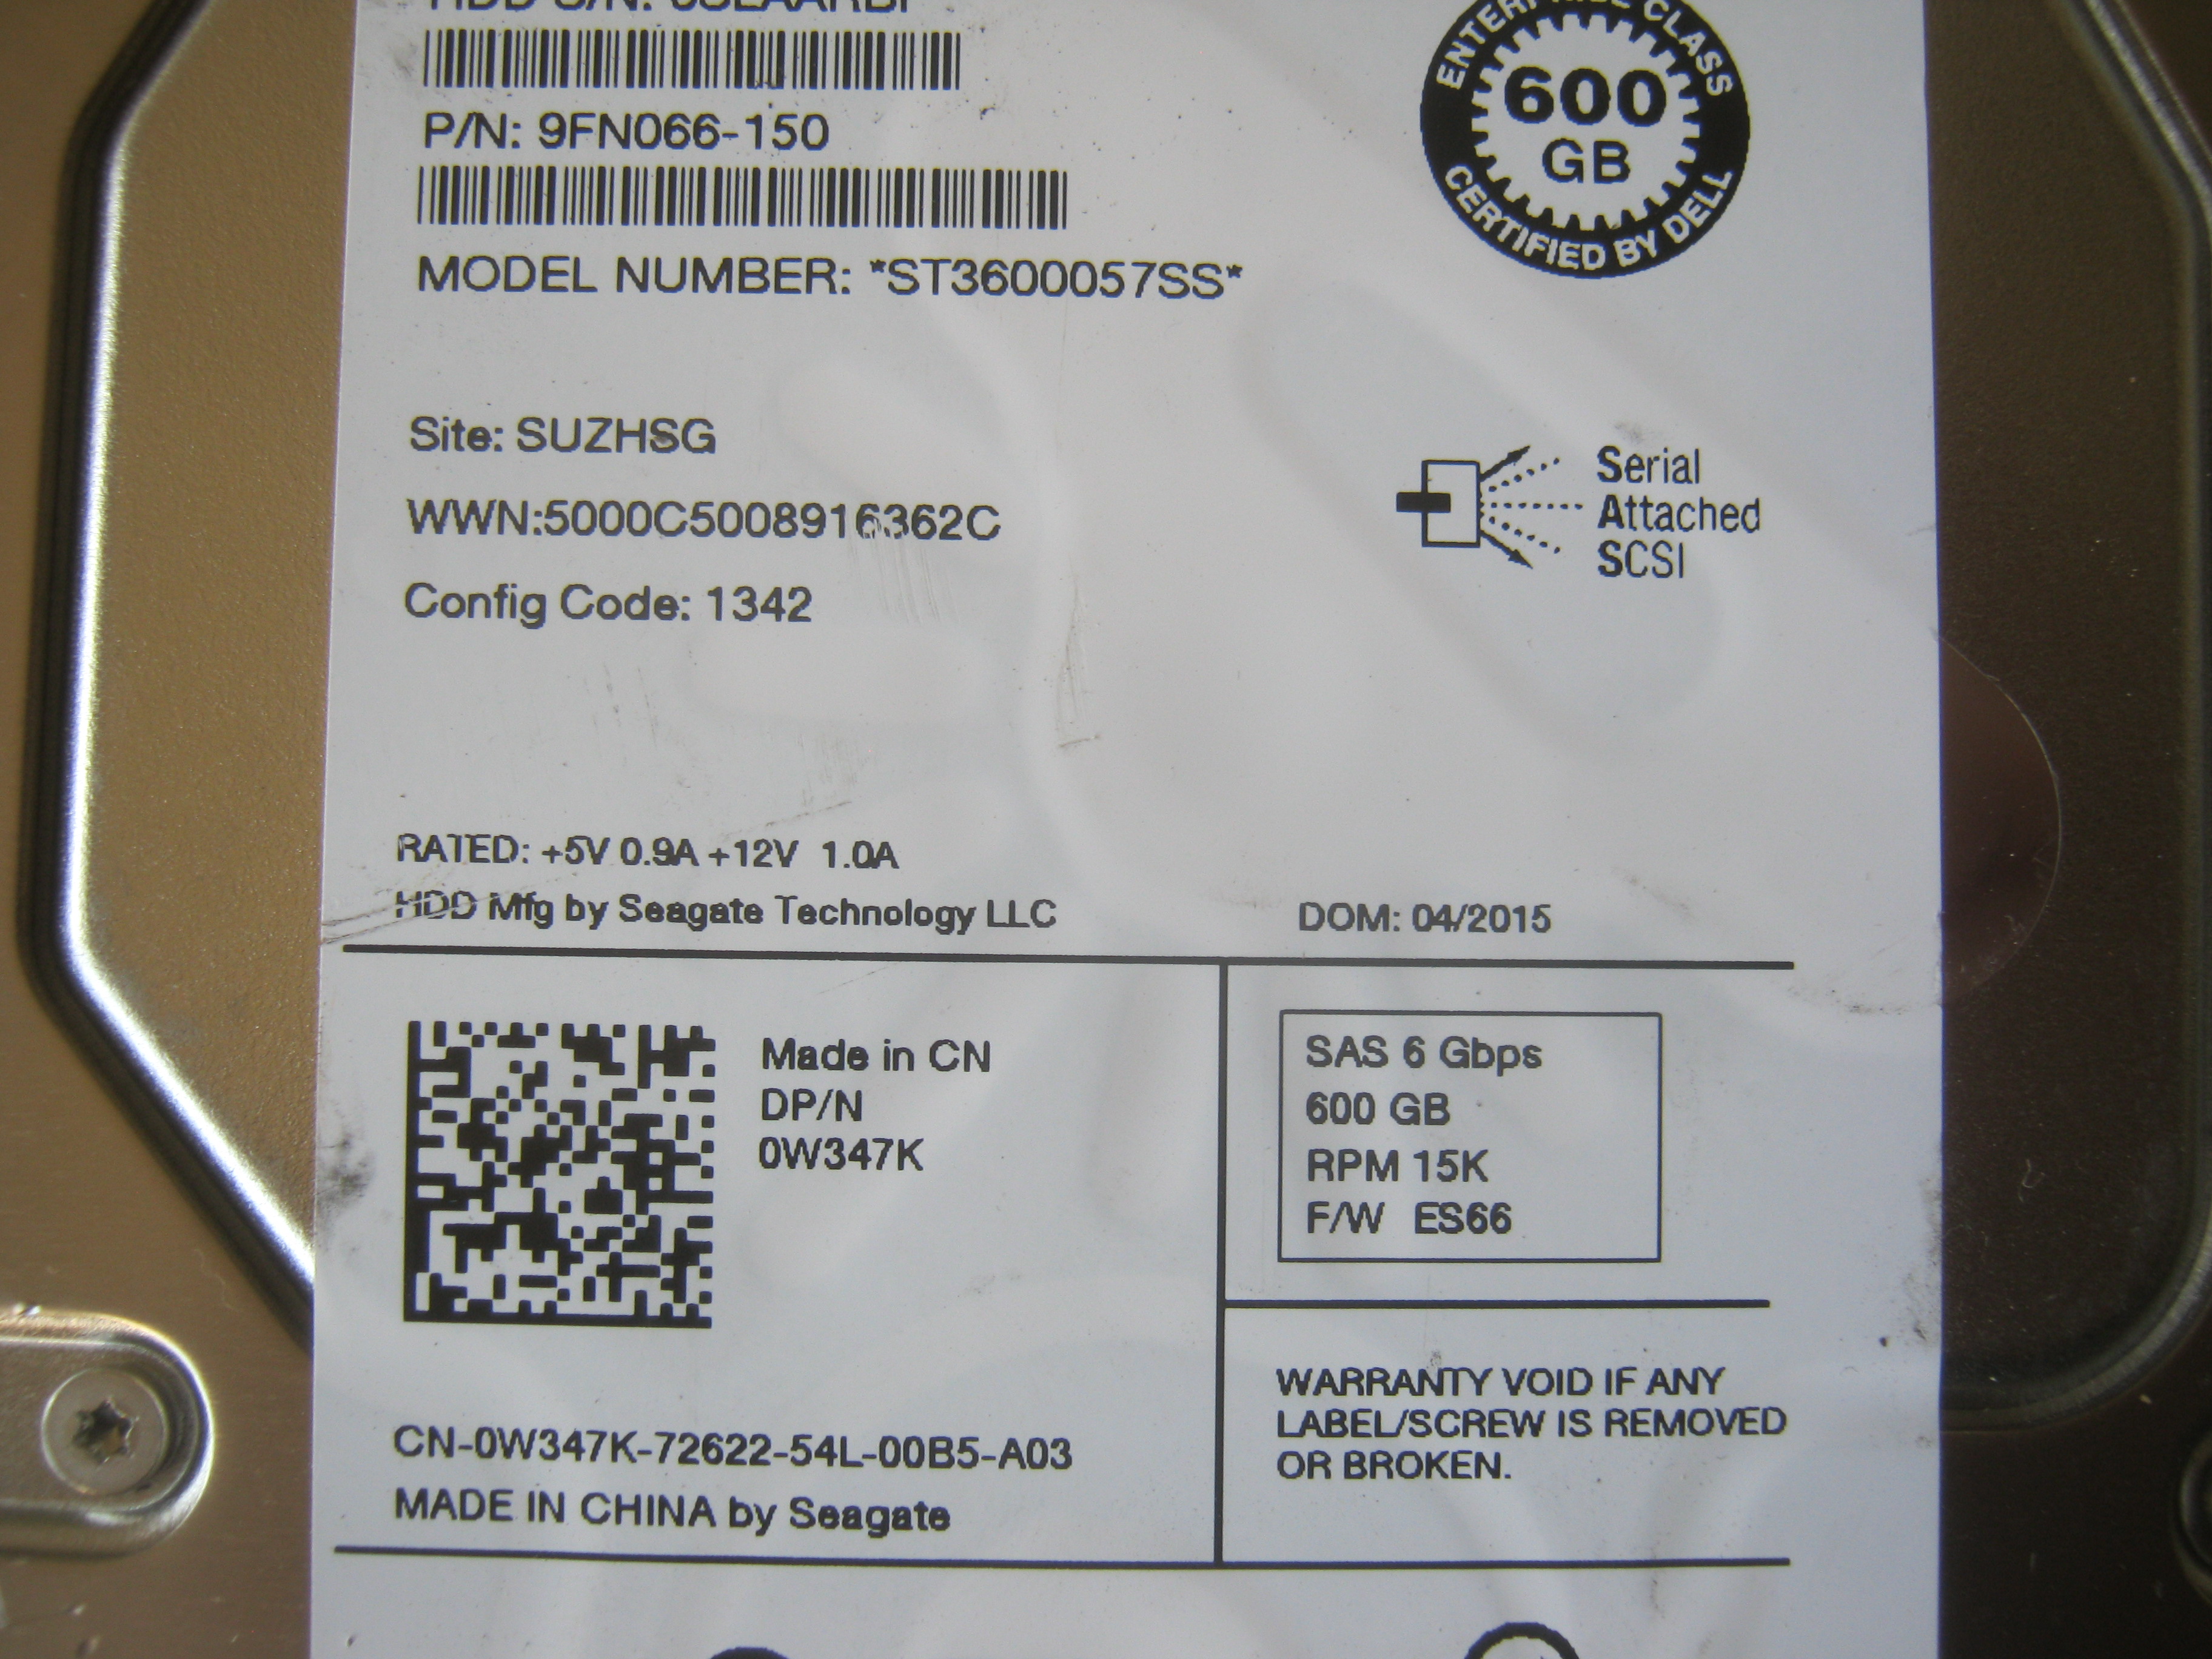 HDD S/N:
ENTERPRISE CLASS
600
GB
CERTIFIED BY DELL
P/N: 9FN066-150
MODEL NUMBER: *ST3600057SS*
Site: SUZHSG
WWN:5000C5008916362C
Config Code: 1342
Serial
Attached
SCSI
RATED: +5V 0.9A +12V 1.0A
HDD Mfg by Seagate Technology LLC
DOM: 04/2015
Made in CN
DP/N
0W347K
SAS 6 Gbps
600 GB
RPM 15K
F/W ES66
CN-0W347K-72622-54L-00B5-A03
MADE IN CHINA by Seagate
WARRANTY VOID IF ANY
LABEL/SCREW IS REMOVED
OR BROKEN.